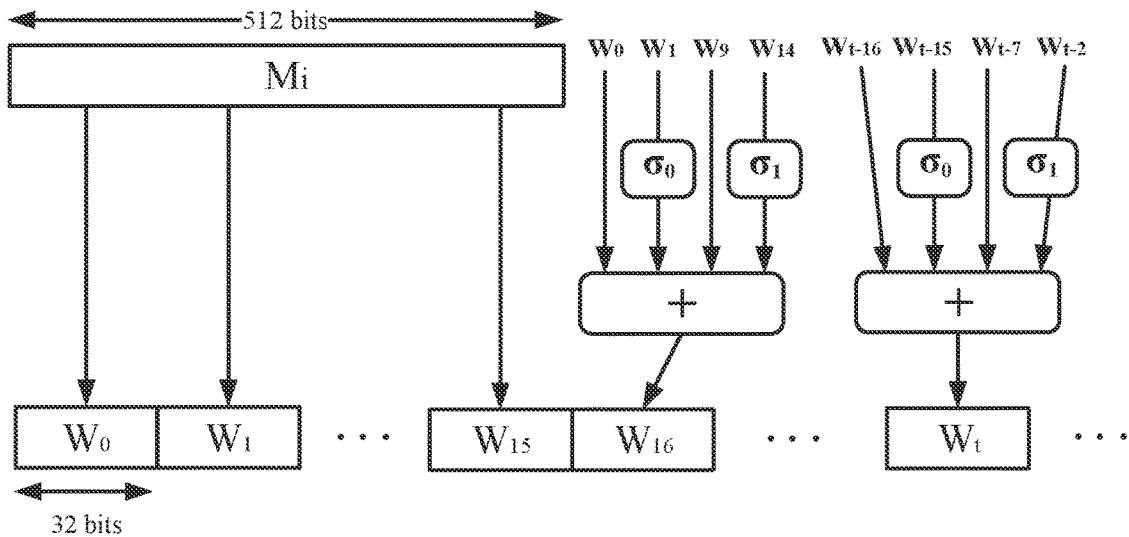 512 bits
Mi
W0 W1 W9 W14
Wt-16 Wt-15 Wt-7 Wt-2
σ0 σ1 σ0 σ1
+ +
W0 W1 · · · W15 W16 · · · Wt · · ·
32 bits